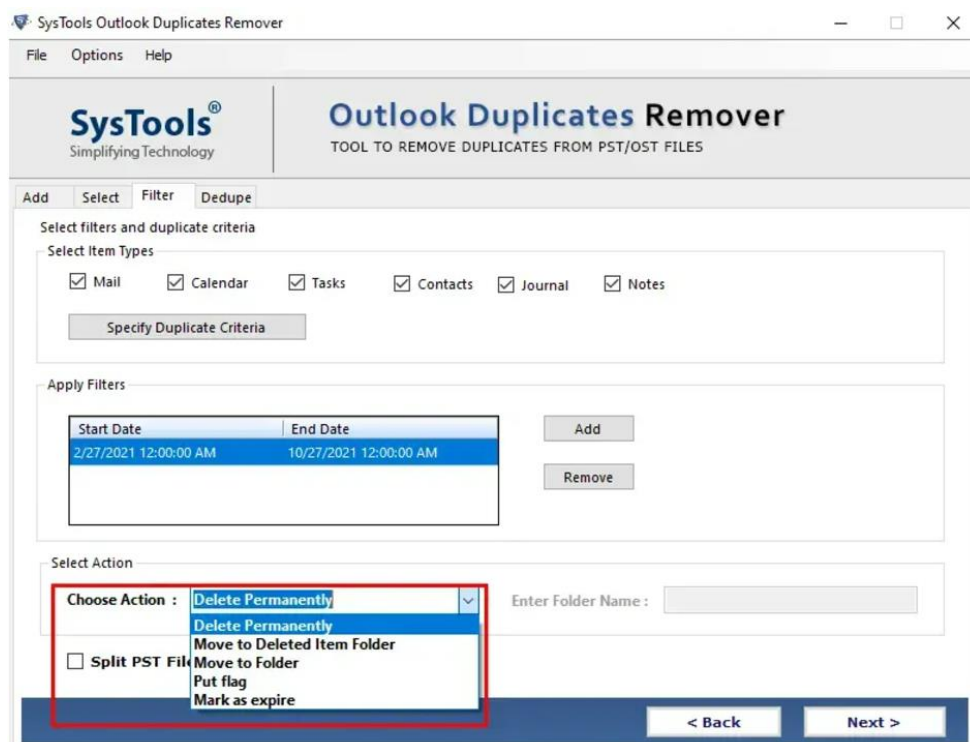 SysTools Outlook Duplicates Remover
File Options Help
SysTools®
Simplifying Technology
Outlook Duplicates Remover
TOOL TO REMOVE DUPLICATES FROM PST/OST FILES
Add Select Filter Dedupe
Select filters and duplicate criteria
Select Item Types
Mail Calendar Tasks Contacts Journal Notes
Specify Duplicate Criteria
Apply Filters
Start Date End Date
2/27/2021 12:00:00 AM 10/27/2021 12:00:00 AM
Add
Remove
Select Action
Choose Action : Delete Permanently Enter Folder Name :
Delete Permanently
Move to Deleted Item Folder
Split PST Move to Folder
Put flag
Mark as expire
< Back Next >